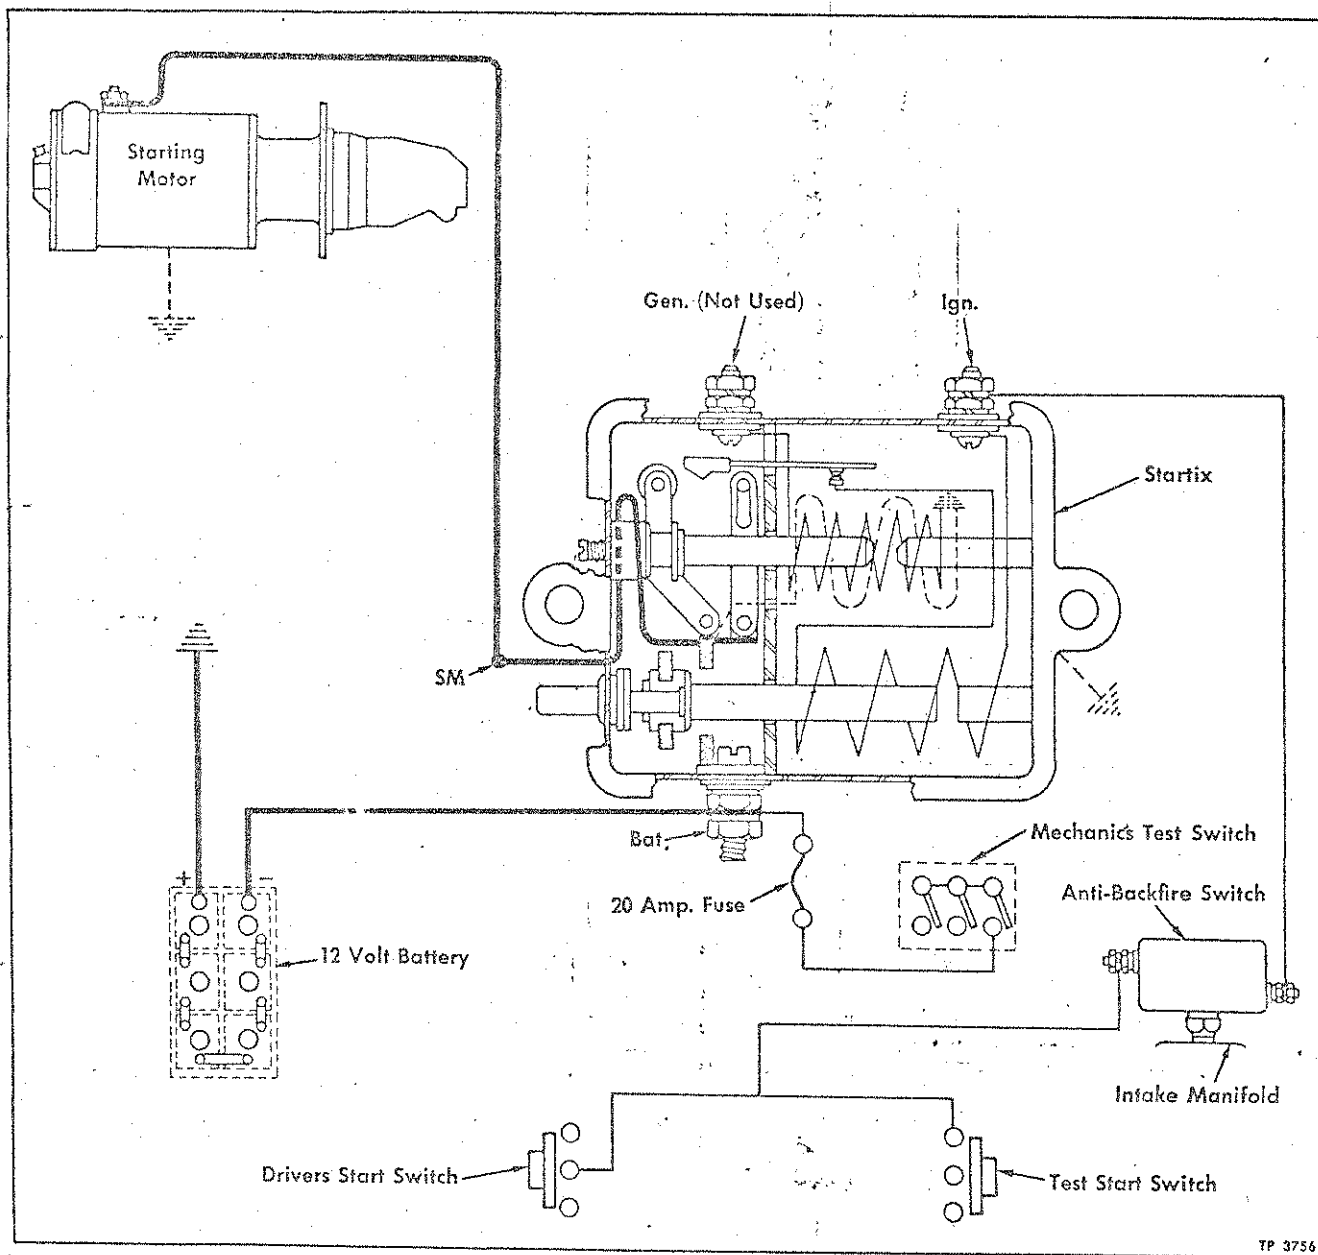 Starting
Motor
Gen. (Not Used)
Ign.
Startix
SM
+
-
Bat.
Mechanics Test Switch
20 Amp. Fuse
Anti-Backfire Switch
12 Volt Battery
Intake Manifold
Drivers Start Switch
Test Start Switch
TP 3756